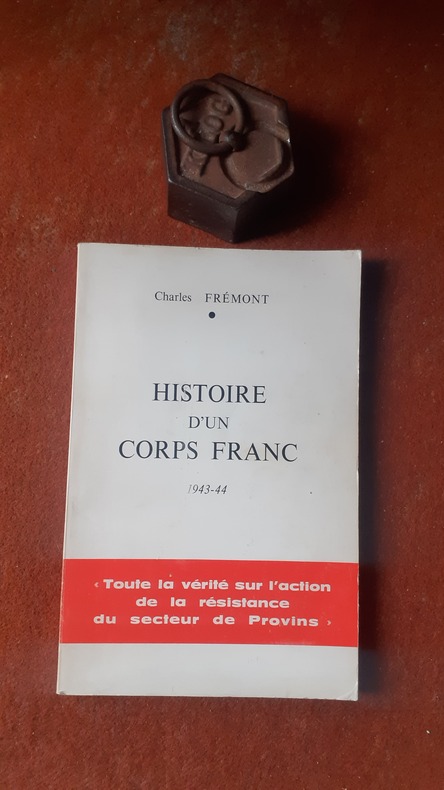 Charles FRÉMONT
HISTOIRE
D'UN
CORPS FRANC
1943-44
‹ Toute la vérité sur l'action
de la résistance
du secteur de Provins ›